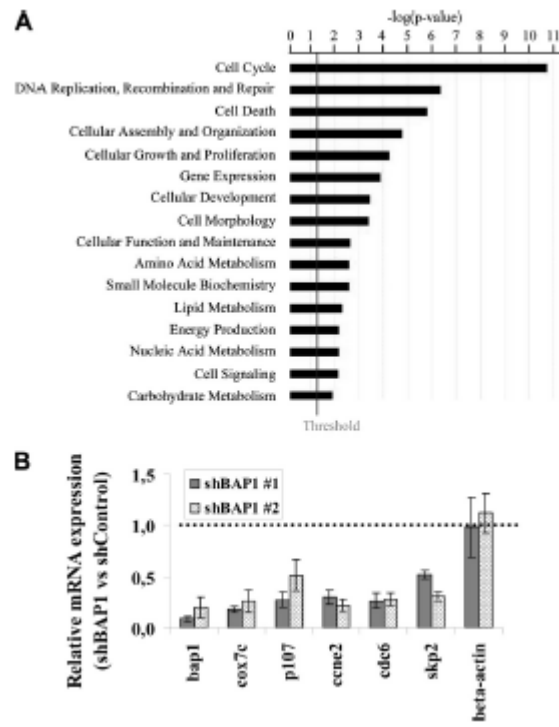 A
-log(p-value)
0 1 2 3 4 5 6 7 8 9 10 11
Cell Cycle
DNA Replication, Recombination and Repair
Cell Death
Cellular Assembly and Organization
Cellular Growth and Proliferation
Gene Expression
Cellular Development
Cell Morphology
Cellular Function and Maintenance
Amino Acid Metabolism
Small Molecule Biochemistry
Lipid Metabolism
Energy Production
Nucleic Acid Metabolism
Cell Signaling
Carbohydrate Metabolism
Threshold
B
Relative mRNA expression
(shBAP1 vs shControl)
1,5
1,0
0,5
0,0
shBAP1 #1
shBAP1 #2
bap1
cox7c
p107
ccne2
cdc6
skp2
beta-actin